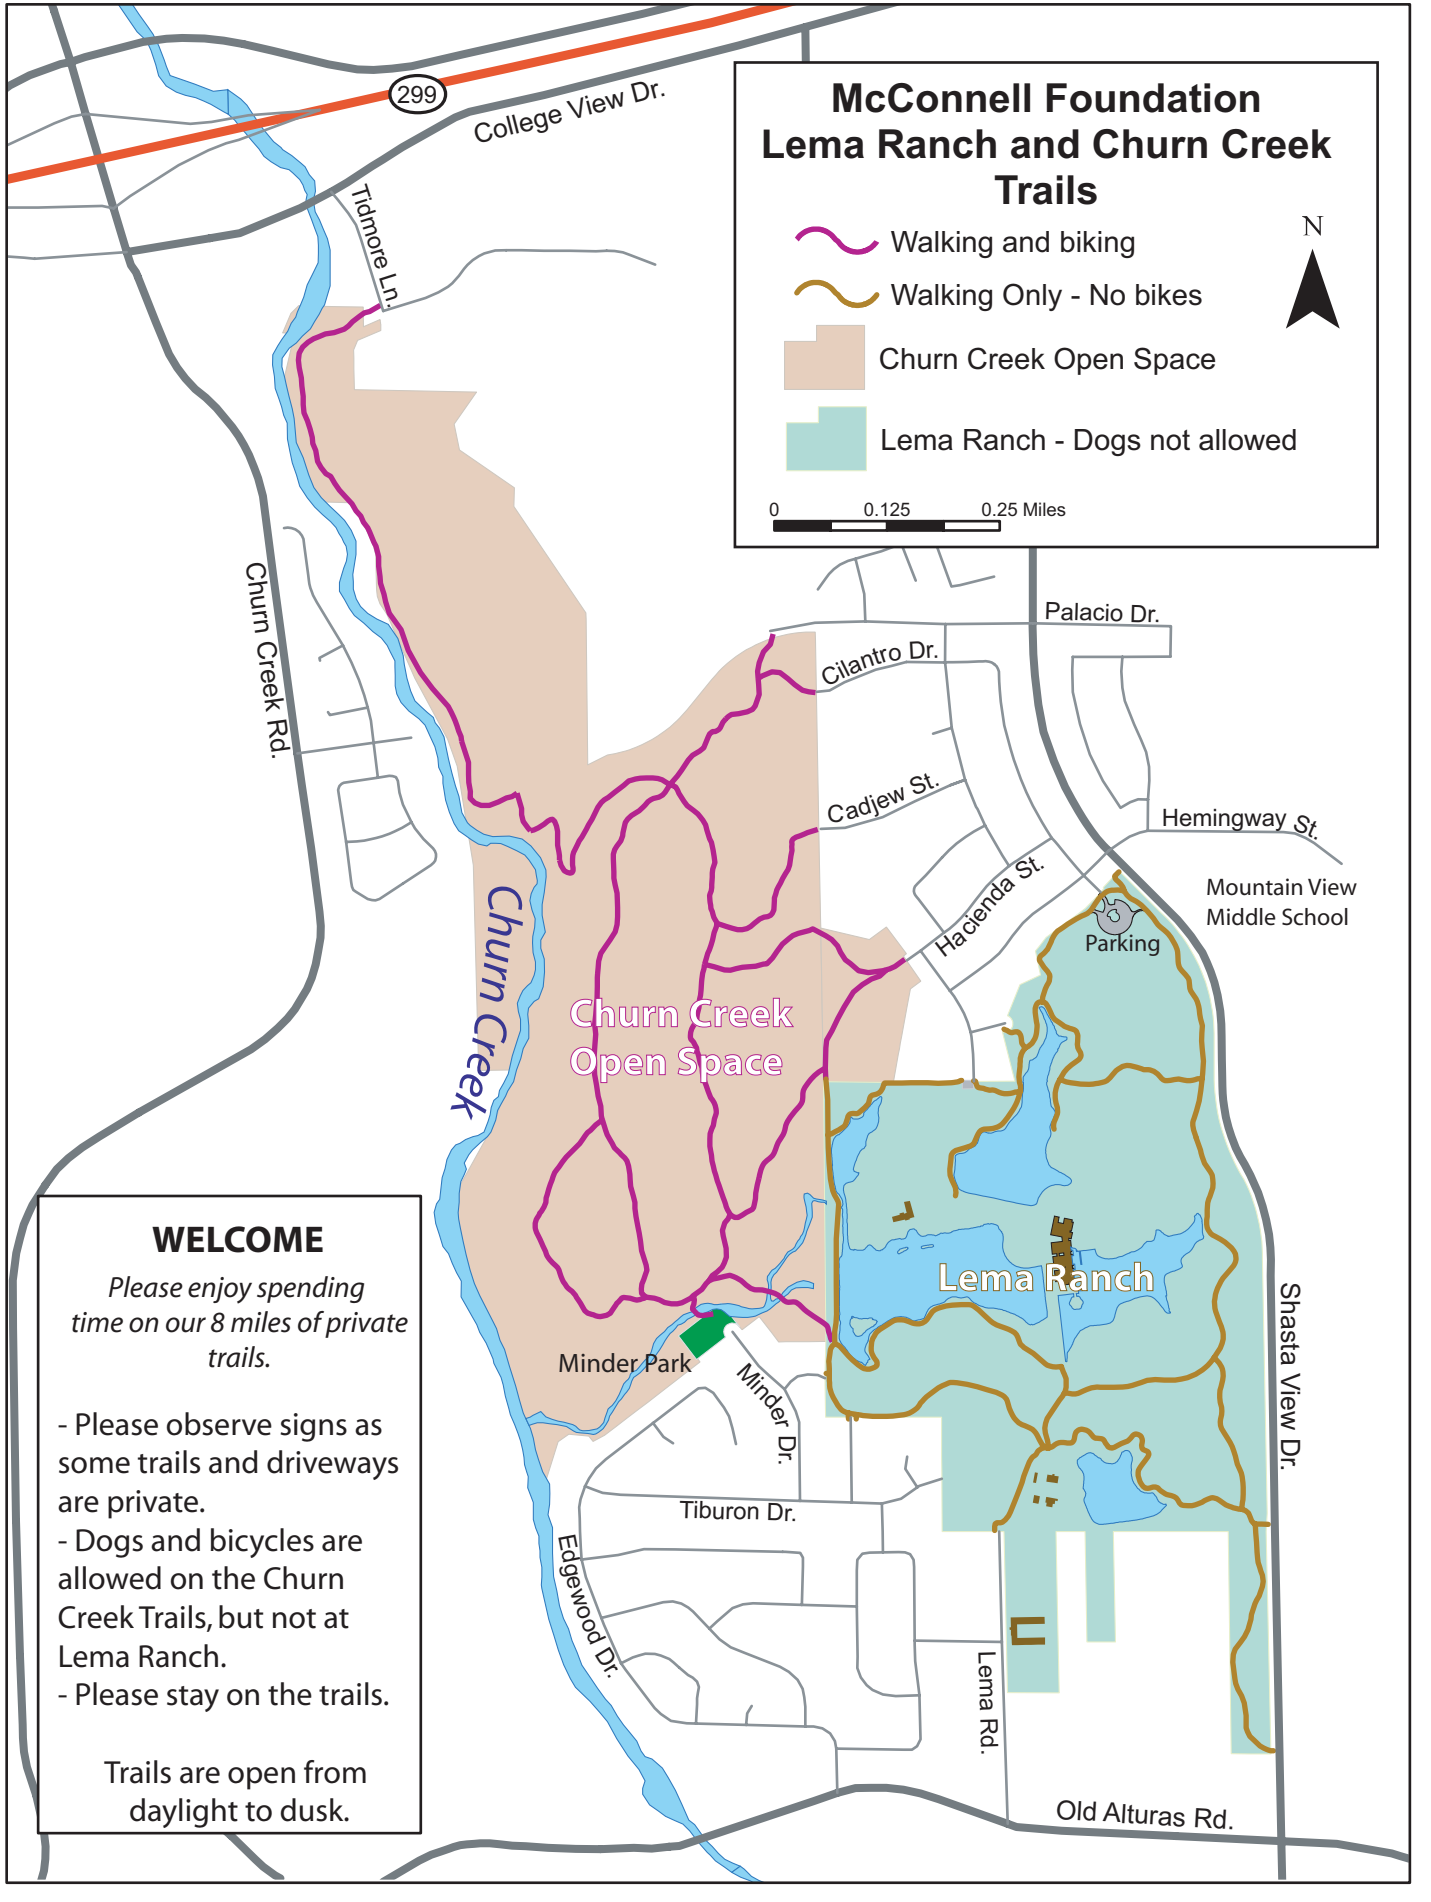 299
College View Dr.
Tidmore Ln.
McConnell Foundation
Lema Ranch and Churn Creek
Trails
N
Walking and biking
Walking Only - No bikes
Churn Creek Open Space
Lema Ranch - Dogs not allowed
0 0.125 0.25 Miles
Churn Creek Rd.
Palacio Dr.
Cilantro Dr.
Cadjew St.
Hemingway St.
Hacienda St.
Mountain View
Middle School
Parking
Churn Creek
Churn Creek
Open Space
Lema Ranch
Shasta View Dr.
Minder Park
Minder Dr.
Tiburon Dr.
Edgewood Dr.
Lema Rd.
Old Alturas Rd.
WELCOME
Please enjoy spending
time on our 8 miles of private
trails.
- Please observe signs as
some trails and driveways
are private.
- Dogs and bicycles are
allowed on the Churn
Creek Trails, but not at
Lema Ranch.
- Please stay on the trails.
Trails are open from
daylight to dusk.